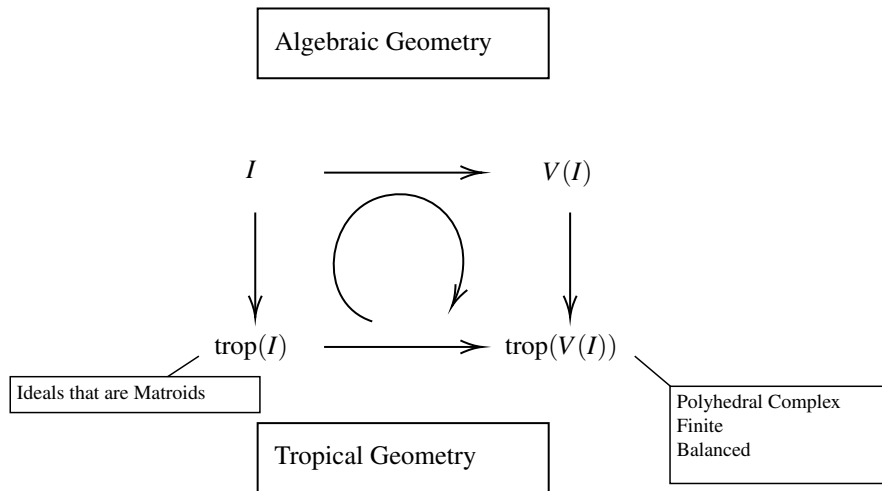 Algebraic Geometry
I
V(I)
trop(I)
trop(V(I))
Ideals that are Matroids
Polyhedral Complex
Finite
Balanced
Tropical Geometry